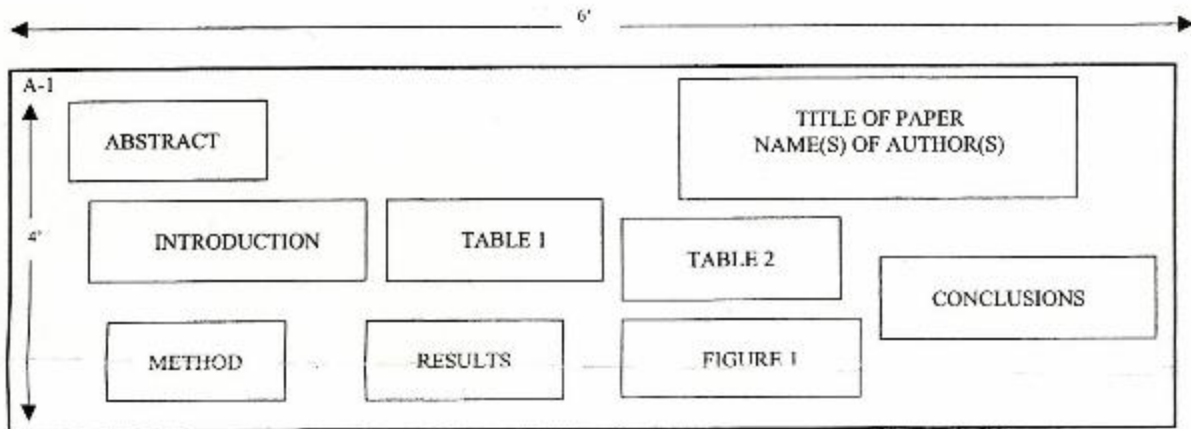 6'
A-1
TITLE OF PAPER
NAME(S) OF AUTHOR(S)
ABSTRACT
4'
INTRODUCTION
TABLE 1
TABLE 2
CONCLUSIONS
METHOD
RESULTS
FIGURE 1